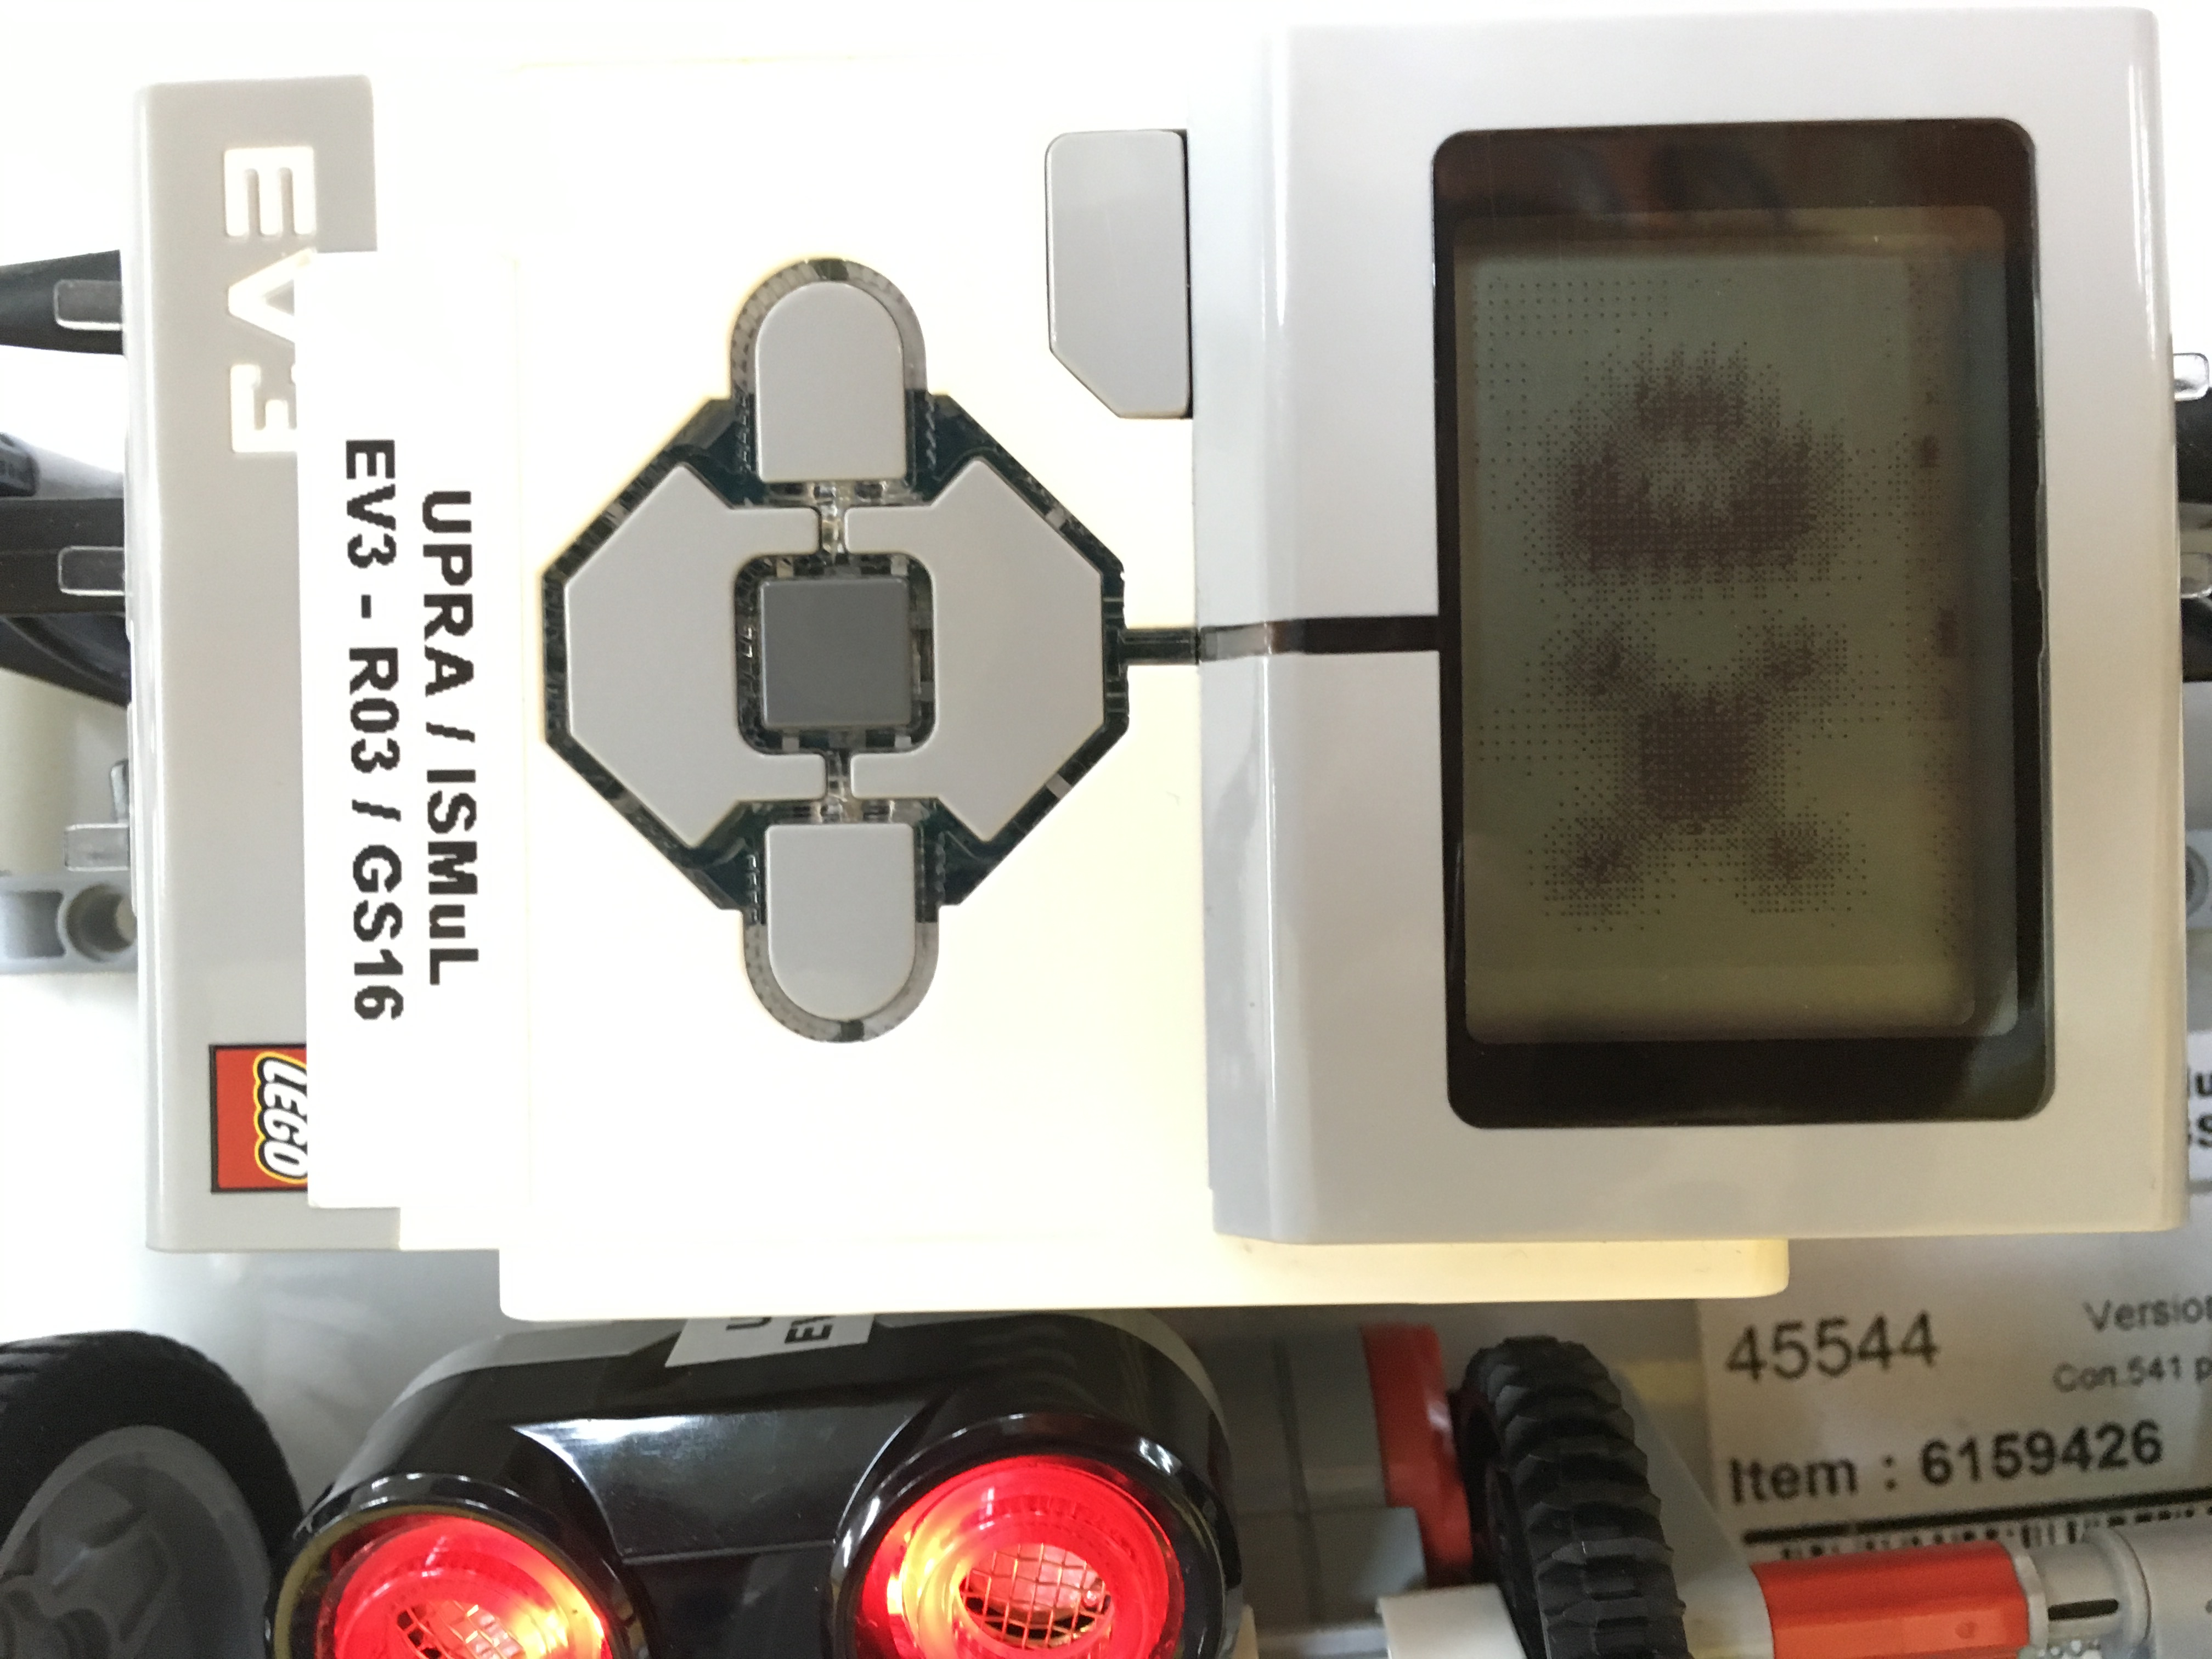 EV3
LEGO
UPRA / ISMuL
EV3 - R03 / GS16
45544
Item : 6159426